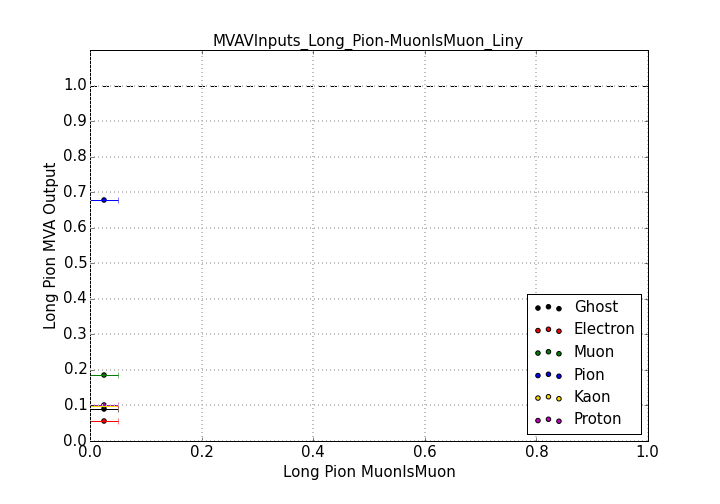 MVAVInputs_Long_Pion-MuonIsMuon_Liny
1.0
0.9
0.8
0.7
0.6
0.5
0.4
0.3
0.2
0.1
0.0
Long Pion MVA Output
Ghost
Electron
Muon
Pion
Kaon
Proton
0.0 0.2 0.4 0.6 0.8 1.0
Long Pion MuonIsMuon